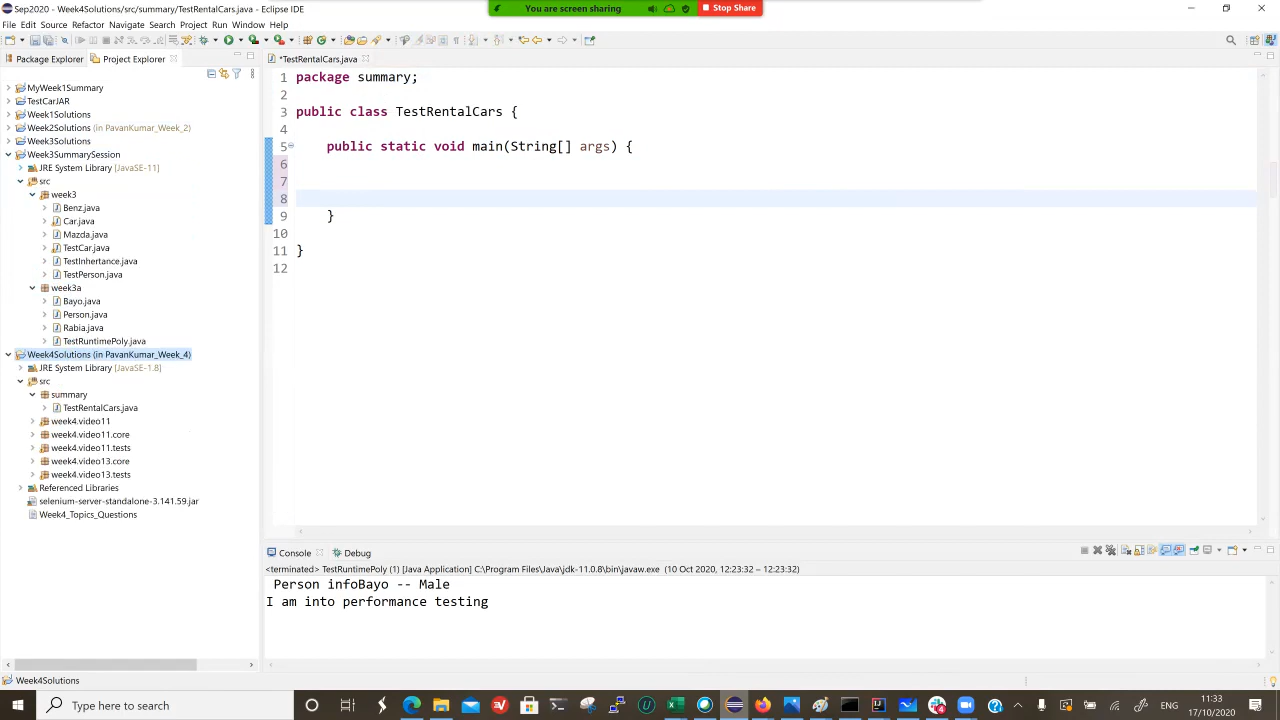 Sep2020 - Week4Solutions/src/summary/TestRentalCars.java - Eclipse IDE
You are screen sharing
Stop Share
File Edit Source Refactor Navigate Search Project Run Window Help
Package Explorer Project Explorer
*TestRentalCars.java
MyWeek1Summary
TestCarJAR
Week1Solutions
Week2Solutions (in PavanKumar_Week_2)
Week3Solutions
Week3SummarySession
JRE System Library [JavaSE-11]
src
week3
Benz.java
Car.java
Mazda.java
TestCar.java
TestInhertance.java
TestPerson.java
week3a
Bayo.java
Person.java
Rabia.java
TestRuntimePoly.java
Week4Solutions (in PavanKumar_Week_4)
JRE System Library [JavaSE-1.8]
src
summary
TestRentalCars.java
week4.video11
week4.video11.core
week4.video11.tests
week4.video13.core
week4.video13.tests
Referenced Libraries
selenium-server-standalone-3.141.59.jar
Week4_Topics_Questions
1 package summary;
2
3 public class TestRentalCars {
4
5 public static void main(String[] args) {
6
7
8
9 }
10
11 }
12
Console Debug
<terminated> TestRuntimePoly (1) [Java Application] C:\Program Files\Java\jdk-11.0.8\bin\javaw.exe (10 Oct 2020, 12:23:32 – 12:23:32)
Person infoBayo -- Male
I am into performance testing
Week4Solutions
Type here to search
11:33
17/10/2020